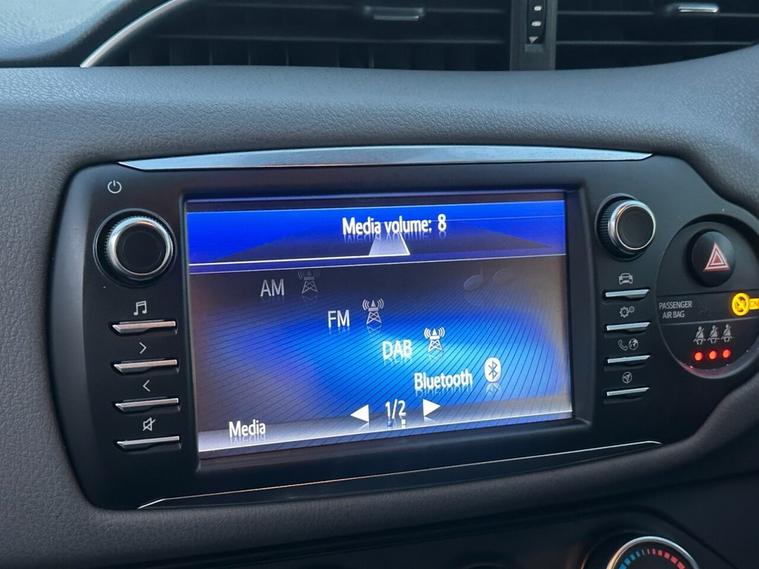 Media volume: 8
AM
FM
DAB
Bluetooth
1/2
Media
PASSENGER
AIR BAG